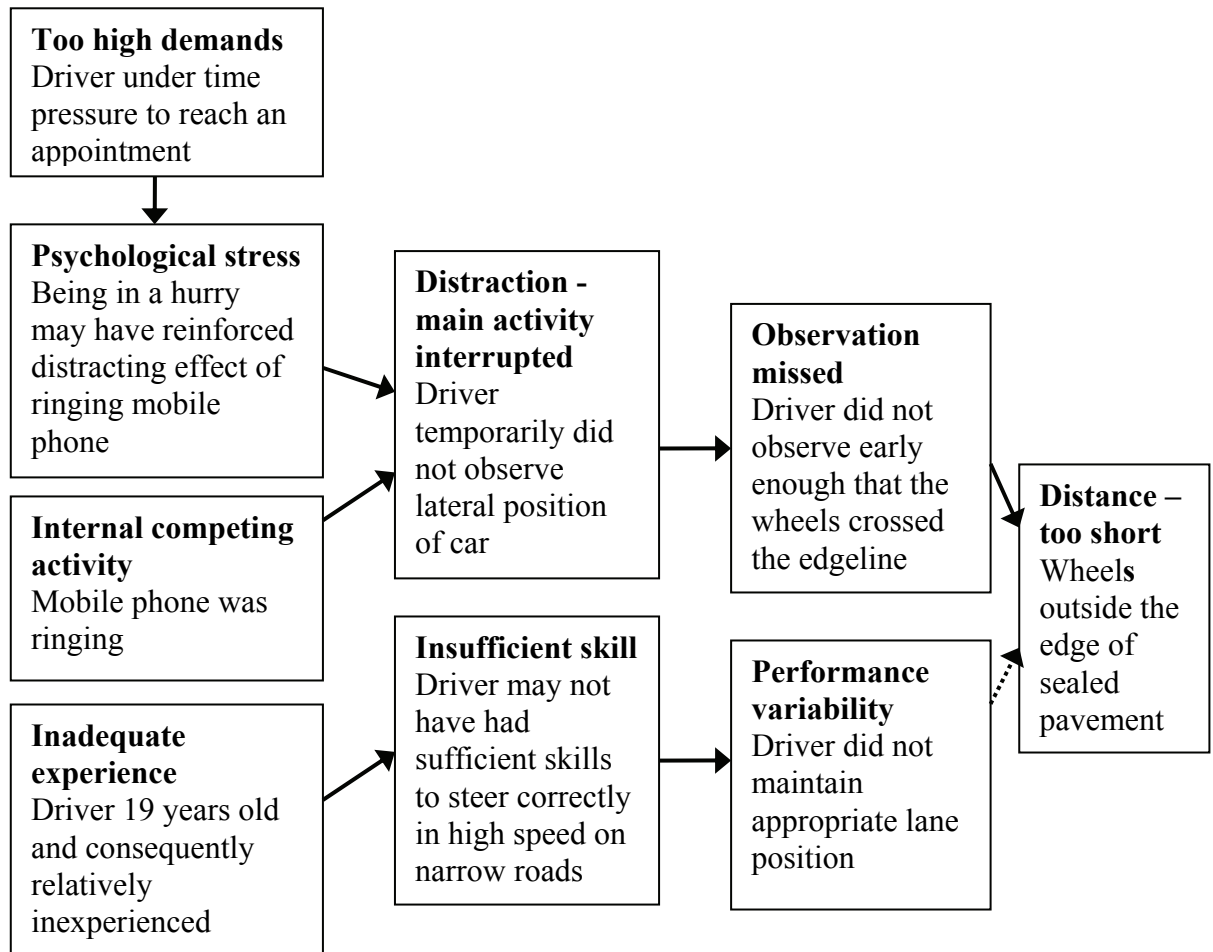 Too high demands
Driver under time
pressure to reach an
appointment
Psychological stress
Being in a hurry
may have reinforced
distracting effect of
ringing mobile
phone
Internal competing
activity
Mobile phone was
ringing
Inadequate
experience
Driver 19 years old
and consequently
relatively
inexperienced
Distraction -
main activity
interrupted
Driver
temporarily did
not observe
lateral position
of car
Insufficient skill
Driver may not
have had
sufficient skills
to steer correctly
in high speed on
narrow roads
Observation
missed
Driver did not
observe early
enough that the
wheels crossed
the edgeline
Performance
variability
Driver did not
maintain
appropriate lane
position
Distance –
too short
Wheels
outside the
edge of
sealed
pavement